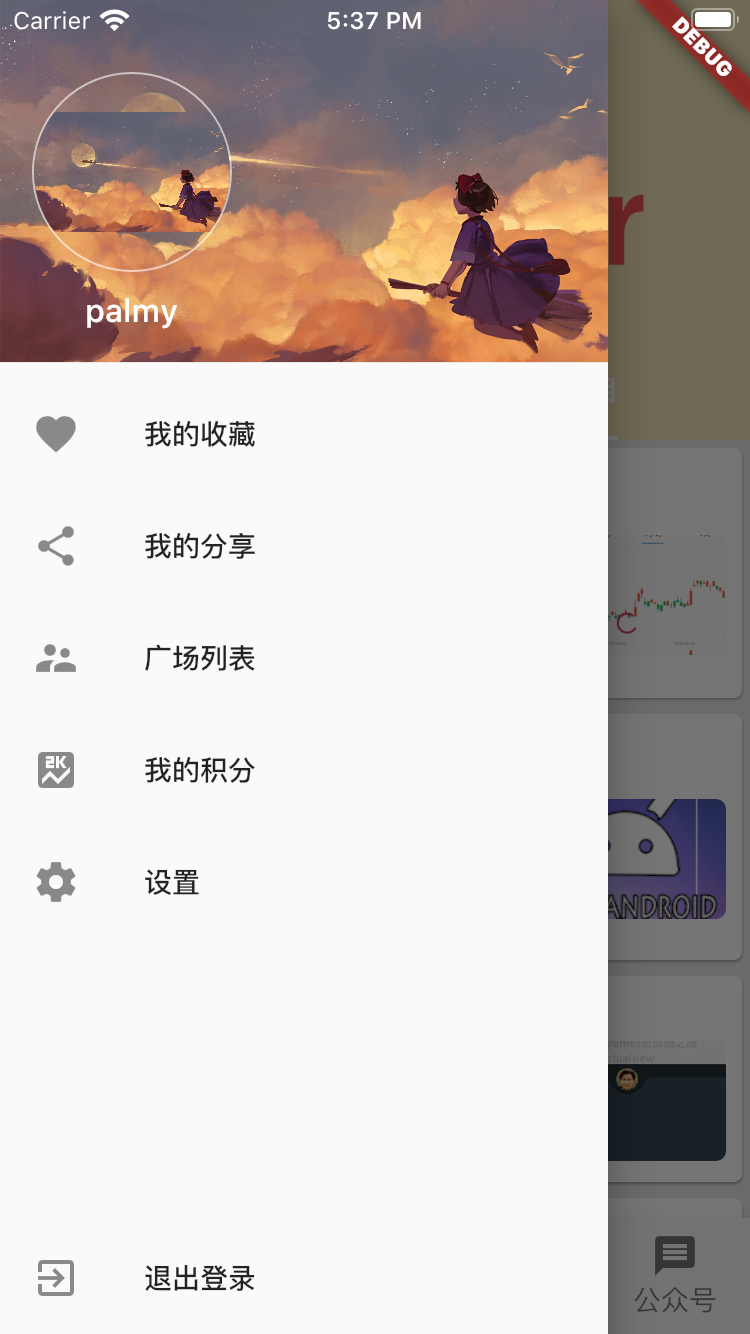 Carrier
5:37 PM
DEBUG
r
palmy
我的收藏
我的分享
广场列表
2K
我的积分
ANDROID
设置
rtualview
退出登录
公众号